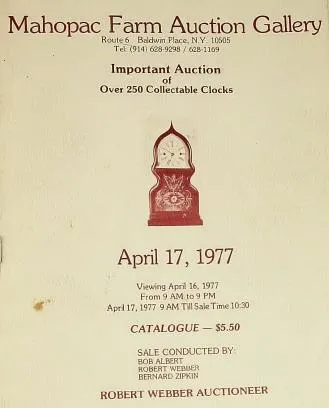 Mahopac Farm Auction Gallery
Route 6 Baldwin Place, N.Y. 10505
Tel: (914) 628-9298 / 628-1169
Important Auction
of
Over 250 Collectable Clocks
April 17, 1977
Viewing April 16, 1977
From 9 AM to 9 PM
April 17, 1977 9 AM Till Sale Time 10:30
CATALOGUE — $5.50
SALE CONDUCTED BY:
BOB ALBERT
ROBERT WEBBER
BERNARD ZIPKIN
ROBERT WEBBER AUCTIONEER